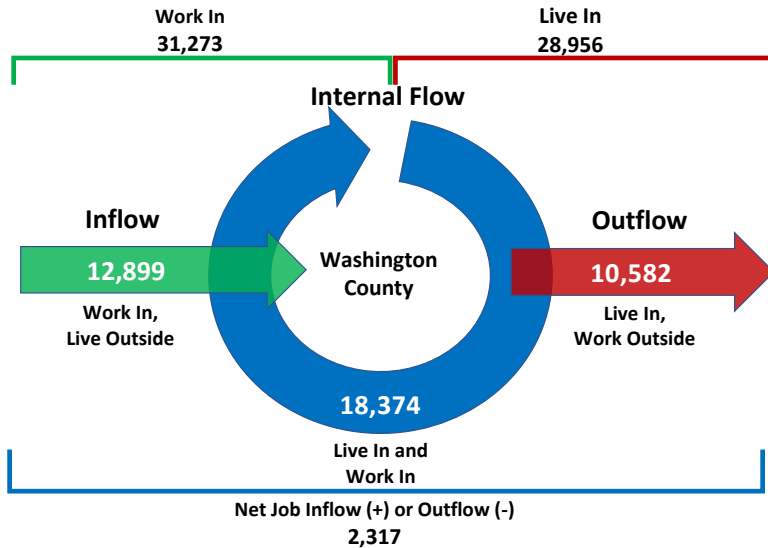 Work In
31,273
Live In
28,956
Internal Flow
Inflow
12,899
Work In,
Live Outside
Washington
County
Outflow
10,582
Live In,
Work Outside
18,374
Live In and
Work In
Net Job Inflow (+) or Outflow (-)
2,317